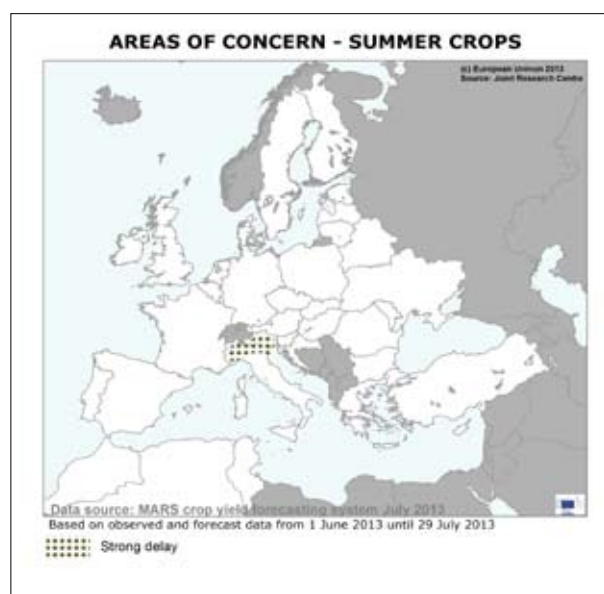 AREAS OF CONCERN - SUMMER CROPS
(c) European Unimon 2013
Source: Joint Research Centre
Data source: MARS crop yield forecasting system July 2013
Based on observed and forecast data from 1 June 2013 until 29 July 2013
Strong delay